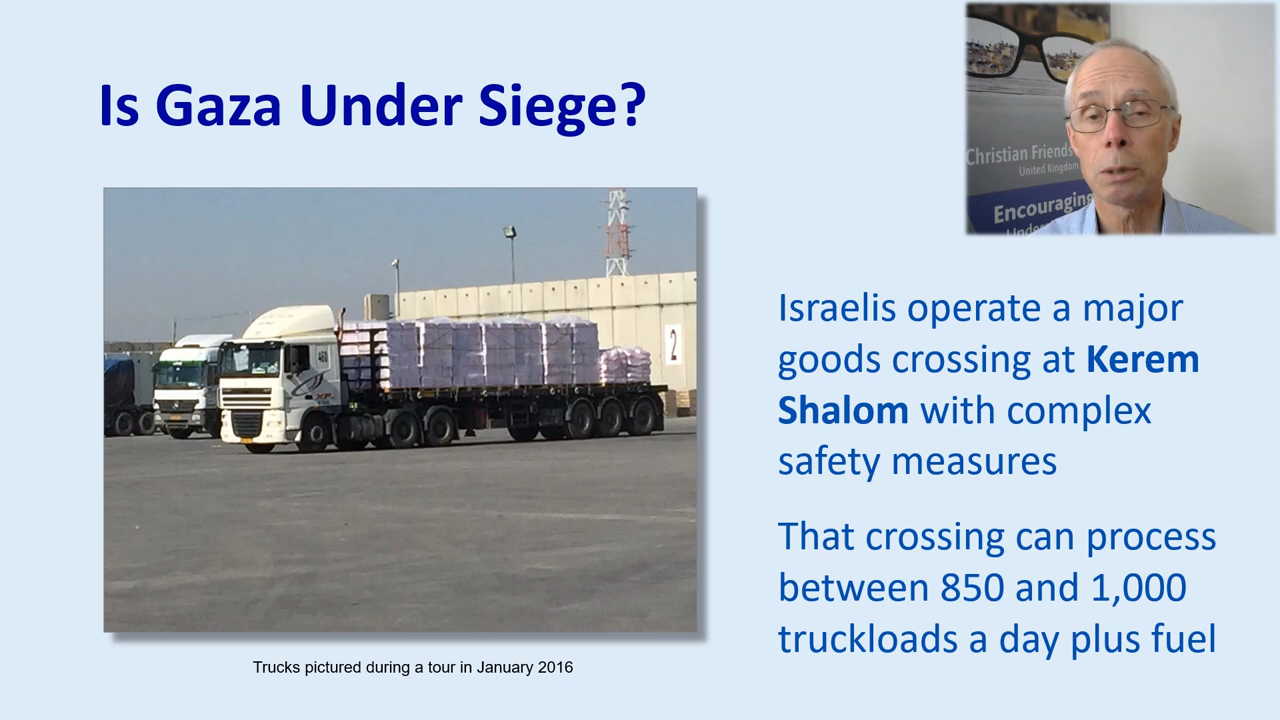 Is Gaza Under Siege?
Christian Friends
United Kingdom
Encouraging
Israelis operate a major
goods crossing at Kerem
Shalom with complex
safety measures
That crossing can process
between 850 and 1,000
truckloads a day plus fuel
2
Trucks pictured during a tour in January 2016